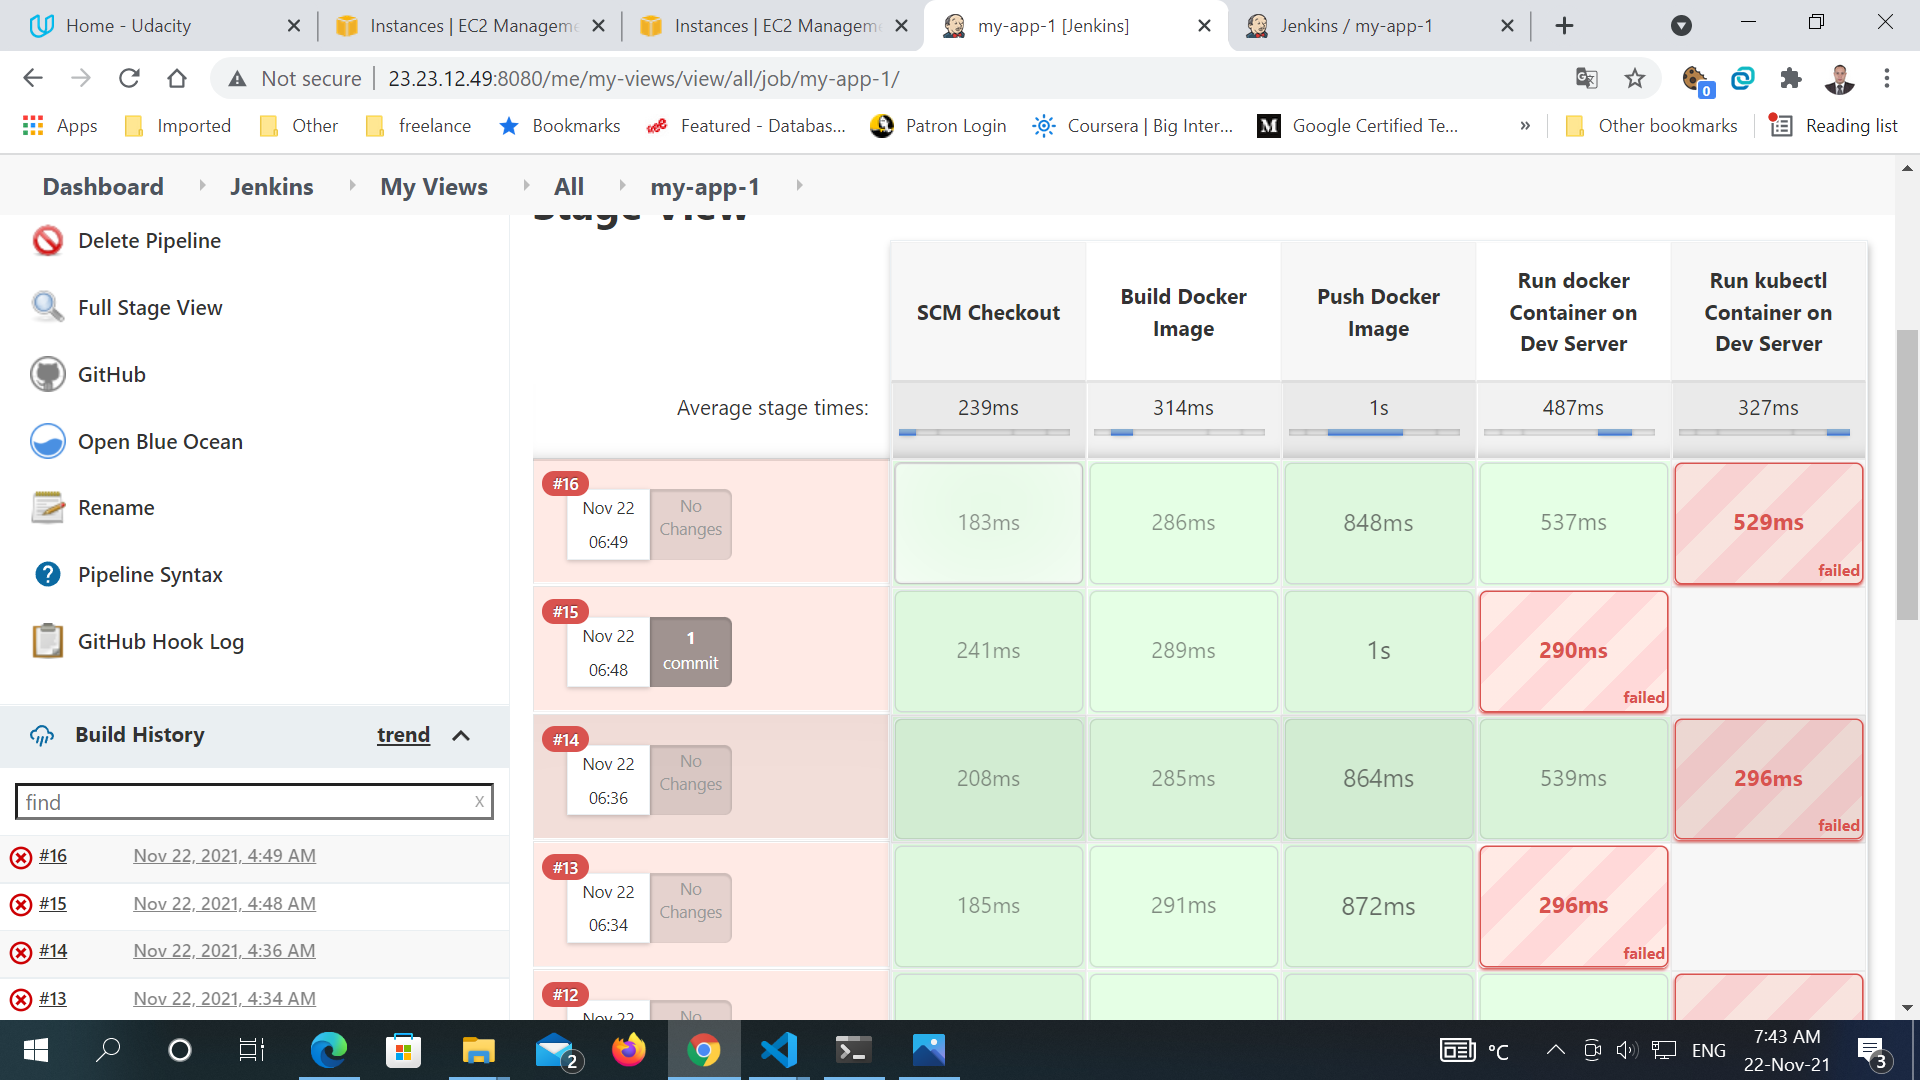 Home - Udacity
Instances | EC2 Manageme
Instances | EC2 Manageme
my-app-1 [Jenkins]
Jenkins / my-app-1
Not secure
23.23.12.49:8080/me/my-views/view/all/job/my-app-1/
0
Apps
Imported
Other
freelance
Bookmarks
Featured - Databas...
Patron Login
Coursera | Big Inter...
Google Certified Te...
»
Other bookmarks
Reading list
Dashboard
Jenkins
My Views
All
my-app-1
Stage View
Delete Pipeline
Full Stage View
GitHub
Open Blue Ocean
Rename
Pipeline Syntax
GitHub Hook Log
Build History
trend
find
x
#16
Nov 22, 2021, 4:49 AM
#15
Nov 22, 2021, 4:48 AM
#14
Nov 22, 2021, 4:36 AM
#13
Nov 22, 2021, 4:34 AM
SCM Checkout
Build Docker
Image
Push Docker
Image
Run docker
Container on
Dev Server
Run kubectl
Container on
Dev Server
Average stage times:
239ms
314ms
1s
487ms
327ms
#16
Nov 22
06:49
No
Changes
183ms
286ms
848ms
537ms
529ms
failed
#15
Nov 22
06:48
1
commit
241ms
289ms
1s
290ms
failed
#14
Nov 22
06:36
No
Changes
208ms
285ms
864ms
539ms
296ms
failed
#13
Nov 22
06:34
No
Changes
185ms
291ms
872ms
296ms
failed
#12
Nov 22
No
2
°C
ENG
7:43 AM
22-Nov-21
3